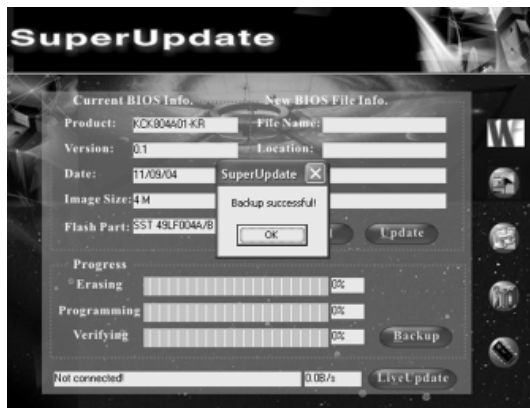 SuperUpdate
Current BIOS Info.
New BIOS File Info.
Product: KCK804A01-KR
File Name:
Version: 0.1
Location:
Date: 11/09/04
Image Size: 4 M
Flash Part: SST 49LF004A/B
SuperUpdate
Backup successful!
OK
Update
Progress
Erasing 0%
Programming 0%
Verifying 0%
Backup
Not connected! 0.0B/s LiveUpdate